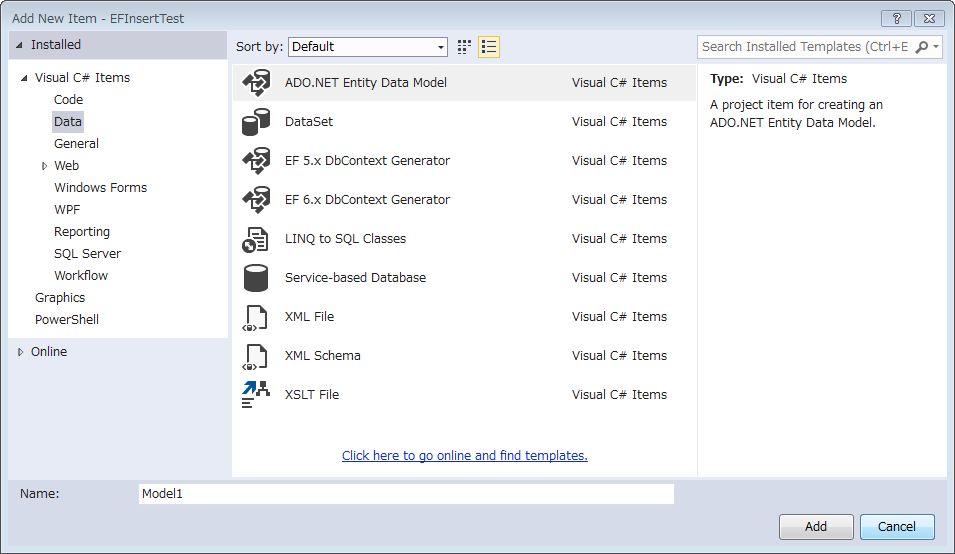 Add New Item - EFInsertTest
?
Installed
Sort by: Default
Search Installed Templates (Ctrl+E
Visual C# Items
Code
Data
General
Web
Windows Forms
WPF
Reporting
SQL Server
Workflow
Graphics
PowerShell
Online
ADO.NET Entity Data Model Visual C# Items
DataSet Visual C# Items
EF 5.x DbContext Generator Visual C# Items
EF 6.x DbContext Generator Visual C# Items
LINQ to SQL Classes Visual C# Items
Service-based Database Visual C# Items
XML File Visual C# Items
XML Schema Visual C# Items
XSLT File Visual C# Items
Click here to go online and find templates.
Type: Visual C# Items
A project item for creating an
ADO.NET Entity Data Model.
Name: Model1
Add Cancel